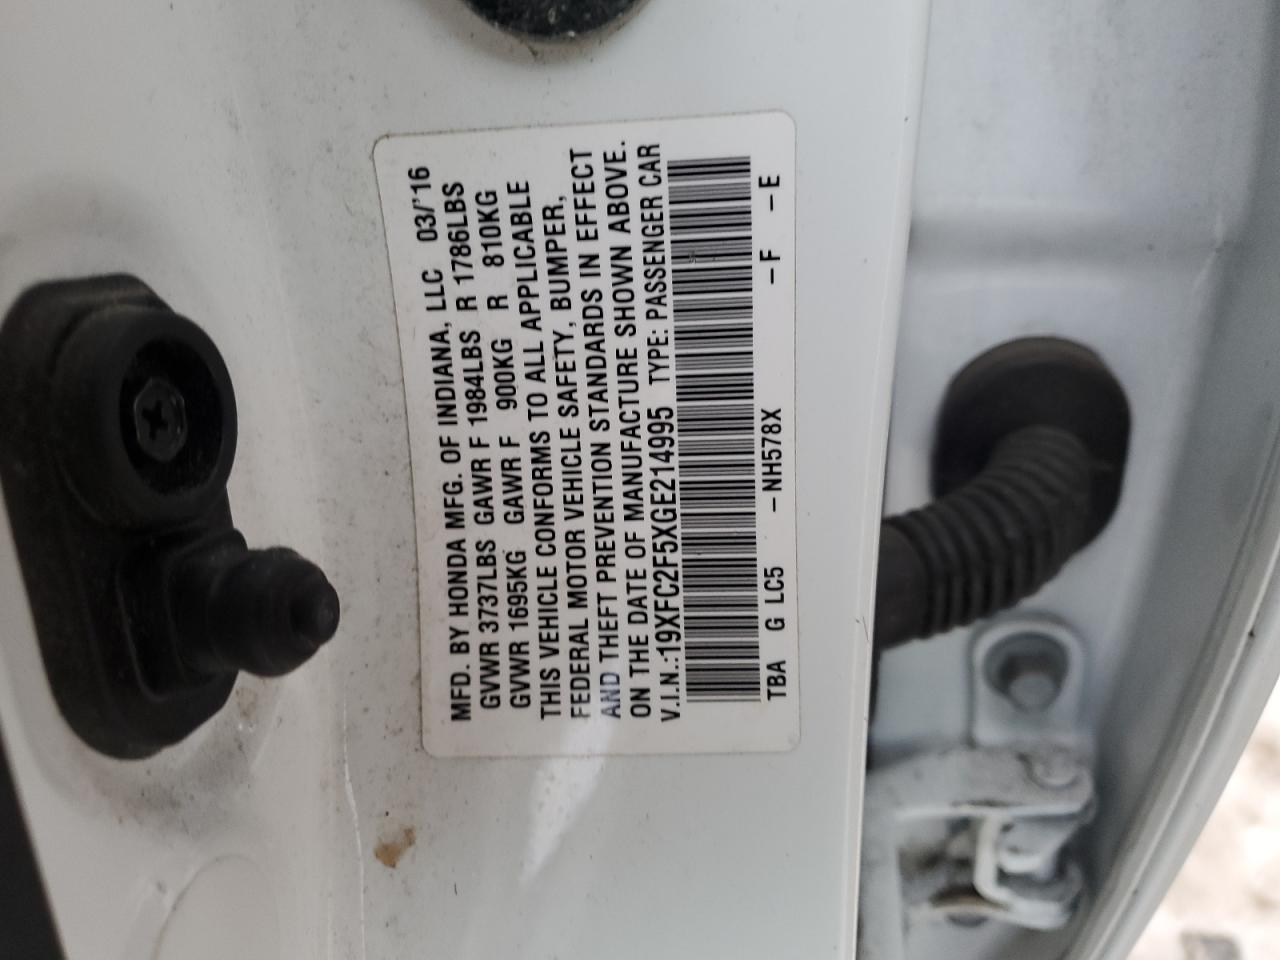 MFD. BY HONDA MFG. OF INDIANA, LLC 03/'16
GVWR 3737LBS GAWR F 1984LBS R 1786LBS
GVWR 1695KG GAWR F 900KG R 810KG
THIS VEHICLE CONFORMS TO ALL APPLICABLE
FEDERAL MOTOR VEHICLE SAFETY, BUMPER,
AND THEFT PREVENTION STANDARDS IN EFFECT
ON THE DATE OF MANUFACTURE SHOWN ABOVE.
V.I.N.:19XFC2F5XGE214995 TYPE: PASSENGER CAR
TBA G LC5 -NH578X -F -E